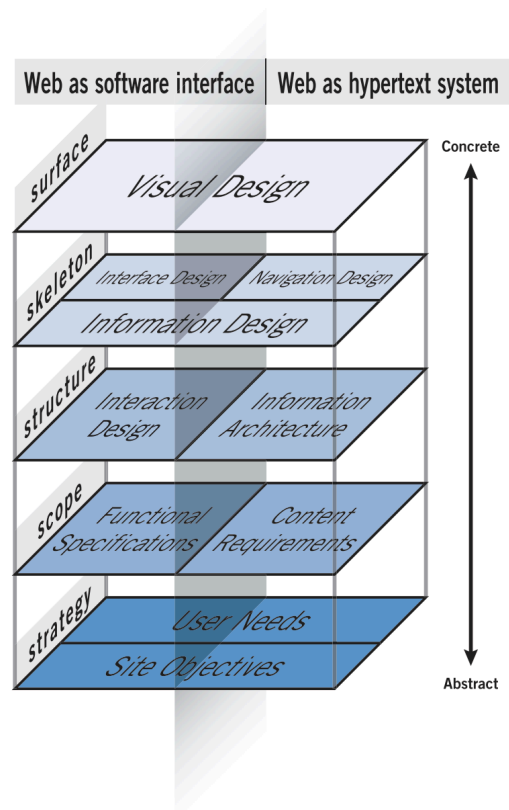 Web as software interface
Web as hypertext system
Concrete
surface
Visual Design
skeleton
Interface Design
Navigation Design
Information Design
structure
Interaction
Design
Information
Architecture
scope
Functional
Specifications
Content
Requirements
strategy
User Needs
Site Objectives
Abstract